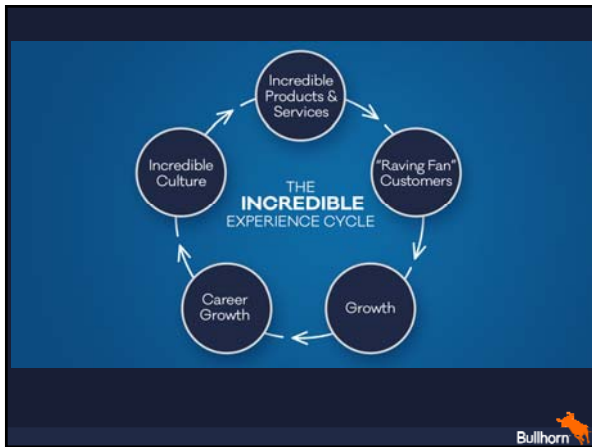 Incredible
Products &
Services
"Raving Fan"
Customers
Growth
Career
Growth
Incredible
Culture
THE
INCREDIBLE
EXPERIENCE CYCLE
Bullhorn